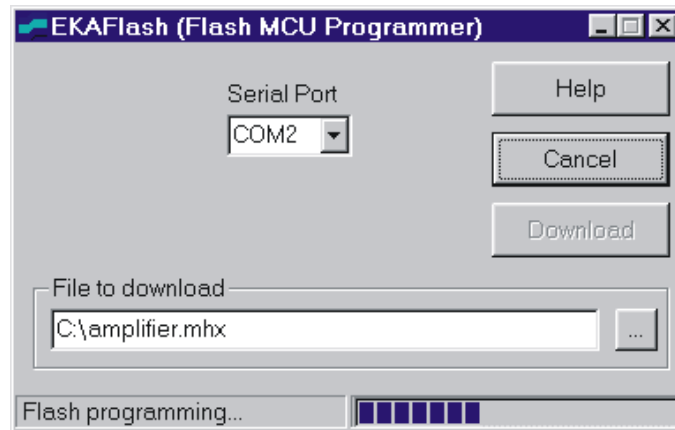 EKAFlash (Flash MCU Programmer)
Serial Port
COM2
Help
Cancel
Download
File to download
C:\amplifier.mhx
...
Flash programming...